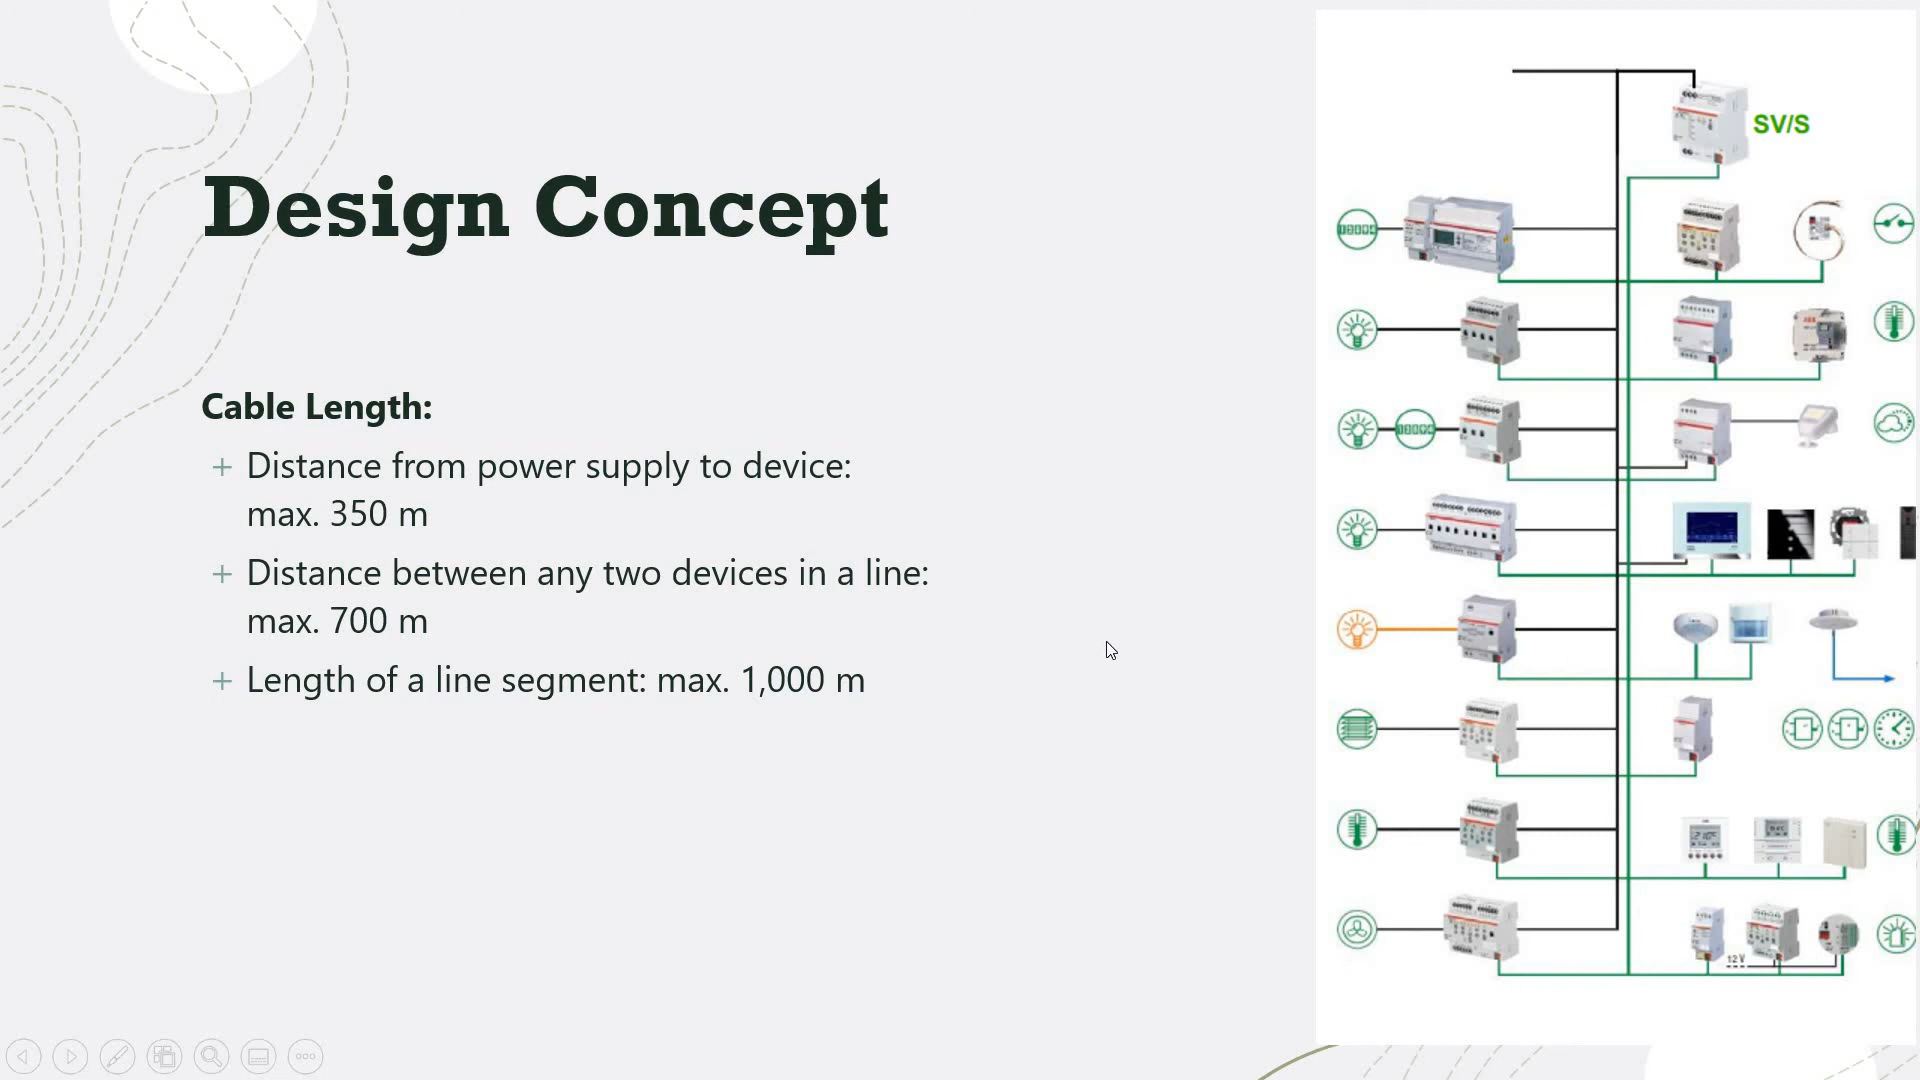 Design Concept
Cable Length:
+ Distance from power supply to device:
max. 350 m
+ Distance between any two devices in a line:
max. 700 m
+ Length of a line segment: max. 1,000 m
SV/S
12 V